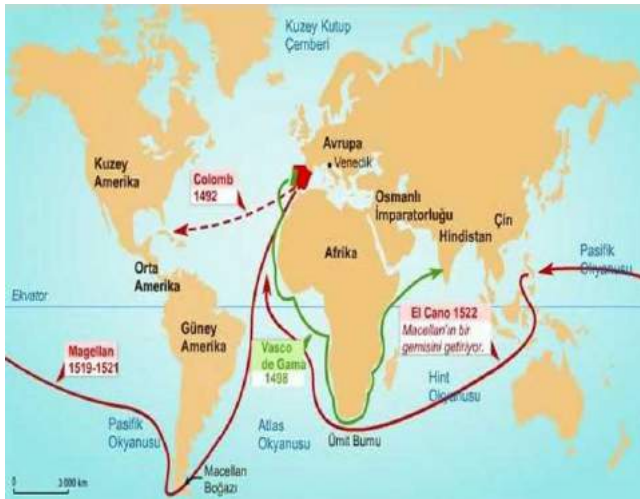 Kuzey Kutup
Çemberi
Kuzey
Amerika
Colomb
1492
Avrupa
Venedik
Osmanlı
İmparatorluğu
Çin
Hindistan
Afrika
Pasifik
Okyanusu
Orta
Amerika
Ekvator
Güney
Amerika
El Cano 1522
Macellan'ın bir
gemisini getiriyor.
Magellan
1519-1521
Vasco
de Gama
1498
Hint
Okyanusu
Pasifik
Okyanusu
Atlas
Okyanusu
Ümit Burnu
Macellan
Boğazı
0 3 000 km